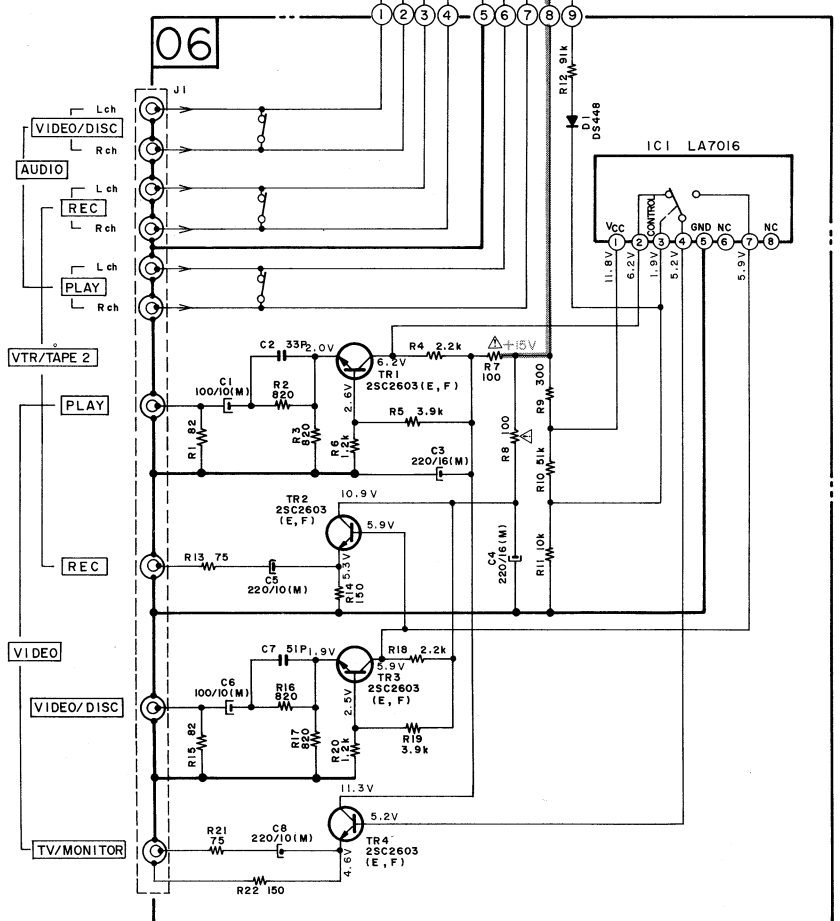 1 2 3 4 5 6 7 8 9
06
J1
R12 91k
D1
DS448
IC1 LA7016
VCC
CONTROL
GND NC
NC
1 2 3 4 5 6 7 8
11.8V
6.2V
1.9V
5.2V
5.9V
L ch
VIDEO/DISC
R ch
AUDIO
L ch
REC
R ch
L ch
PLAY
R ch
VTR/TAPE 2
C2 33P
2.0V
6.2V
TR1
2SC2603(E,F)
R4 2.2k
+15V
R7
100
R9 300
C1
100/10(M)
R2
820
2.6V
R5 3.9k
PLAY
R1 82
R3
820
R6
1.2k
C3
220/16(M)
R8 100
R10 51k
TR2
2SC2603
(E,F)
10.9V
5.9V
REC
R13 75
C5
220/10(M)
5.3V
R14
150
C4
220/16(M)
R11 10k
VIDEO
C7 51P
1.9V
5.9V
R18 2.2k
TR3
2SC2603
(E,F)
C6
100/10(M)
R16
820
2.5V
VIDEO/DISC
R15 82
R17
820
R20
1.2k
R19
3.9k
11.3V
5.2V
R21
75
C8
220/10(M)
TR4
2SC2603
(E,F)
4.6V
TV/MONITOR
R22 150